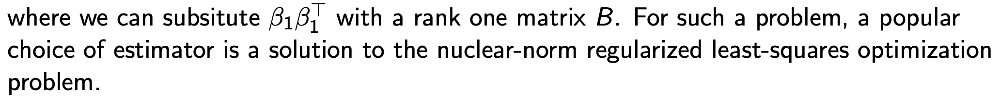 where we can subsitute β₁β₁⊤ with a rank one matrix B. For such a problem, a popular
choice of estimator is a solution to the nuclear-norm regularized least-squares optimization
problem.